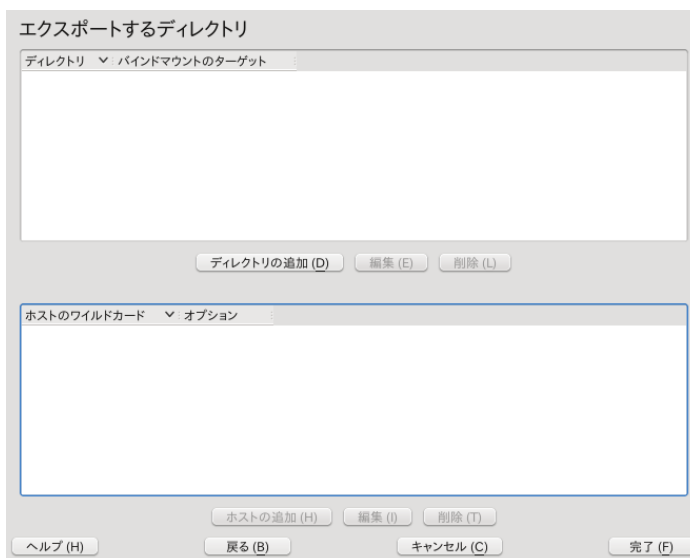 エクスポートするディレクトリ
ディレクトリ バインドマウントのターゲット
ディレクトリの追加 (D) 編集 (E) 削除 (L)
ホストのワイルドカード オプション
ホストの追加 (H) 編集 (I) 削除 (T)
ヘルプ (H) 戻る (B) キャンセル (C) 完了 (F)